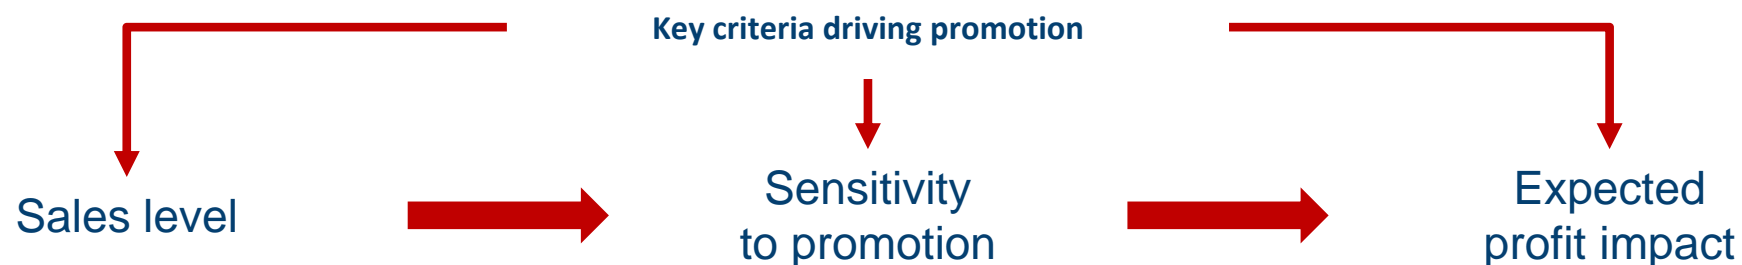 Key criteria driving promotion
Sales level
Sensitivity
to promotion
Expected
profit impact